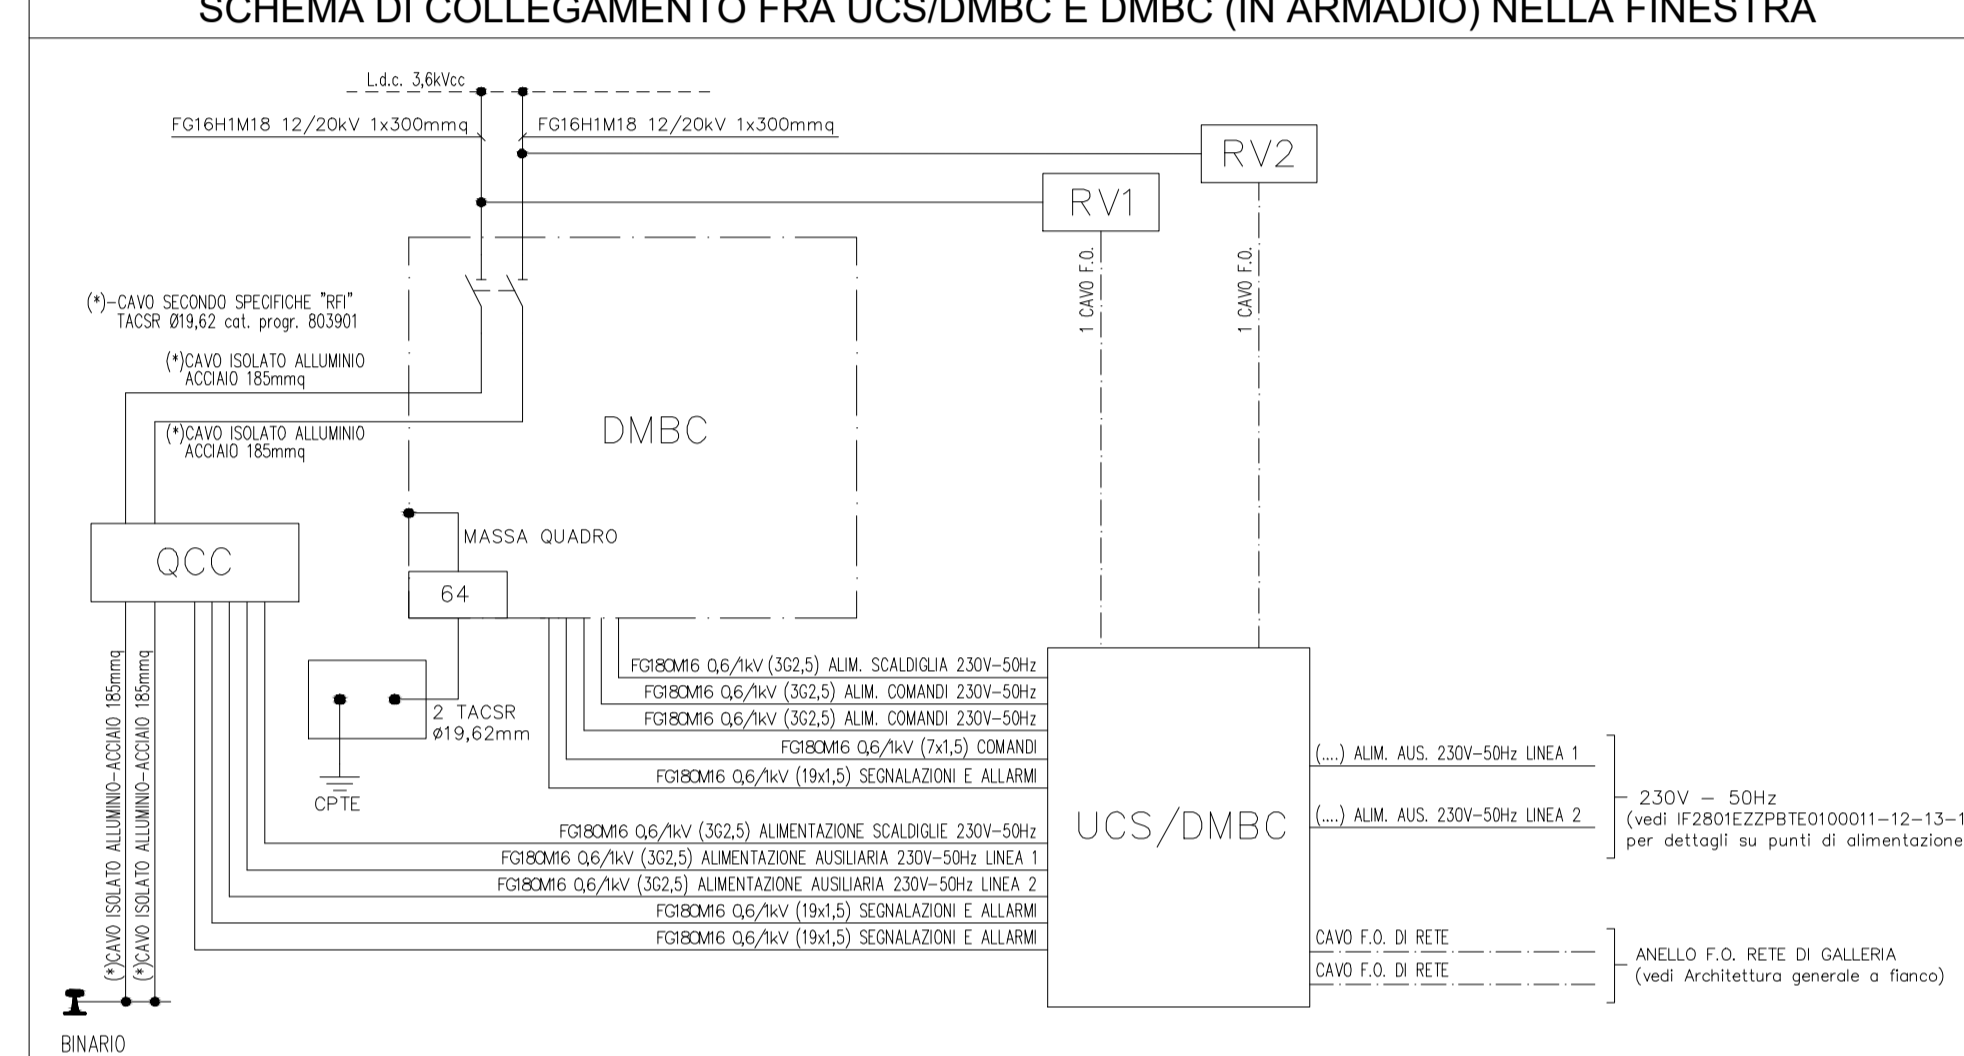 SCHEMA DI COLLEGAMENTO FRA UCS/DMBC E DMBC (IN ARMADIO) NELLA FINESTRA
L.d.c. 3,6kVcc
FG16H1M18 12/20kV 1x300mmq
FG16H1M18 12/20kV 1x300mmq
RV2
RV1
1 CAVO F.O.
1 CAVO F.O.
(*)-CAVO SECONDO SPECIFICHE "RFI"
TACSR Ø19,62 cat. progr. 803901
(*)CAVO ISOLATO ALLUMINIO
ACCIAIO 185mmq
DMBC
(*)CAVO ISOLATO ALLUMINIO
ACCIAIO 185mmq
MASSA QUADRO
QCC
64
(*)CAVO ISOLATO ALLUMINIO-ACCIAIO 185mmq
(*)CAVO ISOLATO ALLUMINIO-ACCIAIO 185mmq
2 TACSR
Ø19,62mm
CPTE
FG18OM16 0,6/1kV (3G2,5) ALIM. SCALDIGLIA 230V-50Hz
FG18OM16 0,6/1kV (3G2,5) ALIM. COMANDI 230V-50Hz
FG18OM16 0,6/1kV (3G2,5) ALIM. COMANDI 230V-50Hz
FG18OM16 0,6/1kV (7x1,5) COMANDI
FG18OM16 0,6/1kV (19x1,5) SEGNALAZIONI E ALLARMI
FG18OM16 0,6/1kV (3G2,5) ALIMENTAZIONE SCALDIGLIE 230V-50Hz
FG18OM16 0,6/1kV (3G2,5) ALIMENTAZIONE AUSILIARIA 230V-50Hz LINEA 1
FG18OM16 0,6/1kV (3G2,5) ALIMENTAZIONE AUSILIARIA 230V-50Hz LINEA 2
FG18OM16 0,6/1kV (19x1,5) SEGNALAZIONI E ALLARMI
FG18OM16 0,6/1kV (19x1,5) SEGNALAZIONI E ALLARMI
UCS/DMBC
(....) ALIM. AUS. 230V-50Hz LINEA 1
(....) ALIM. AUS. 230V-50Hz LINEA 2
230V - 50Hz
(vedi IF2801EZZPBTE0100011-12-13-1
per dettagli su punti di alimentazione
CAVO F.O. DI RETE
CAVO F.O. DI RETE
ANELLO F.O. RETE DI GALLERIA
(vedi Architettura generale a fianco)
BINARIO